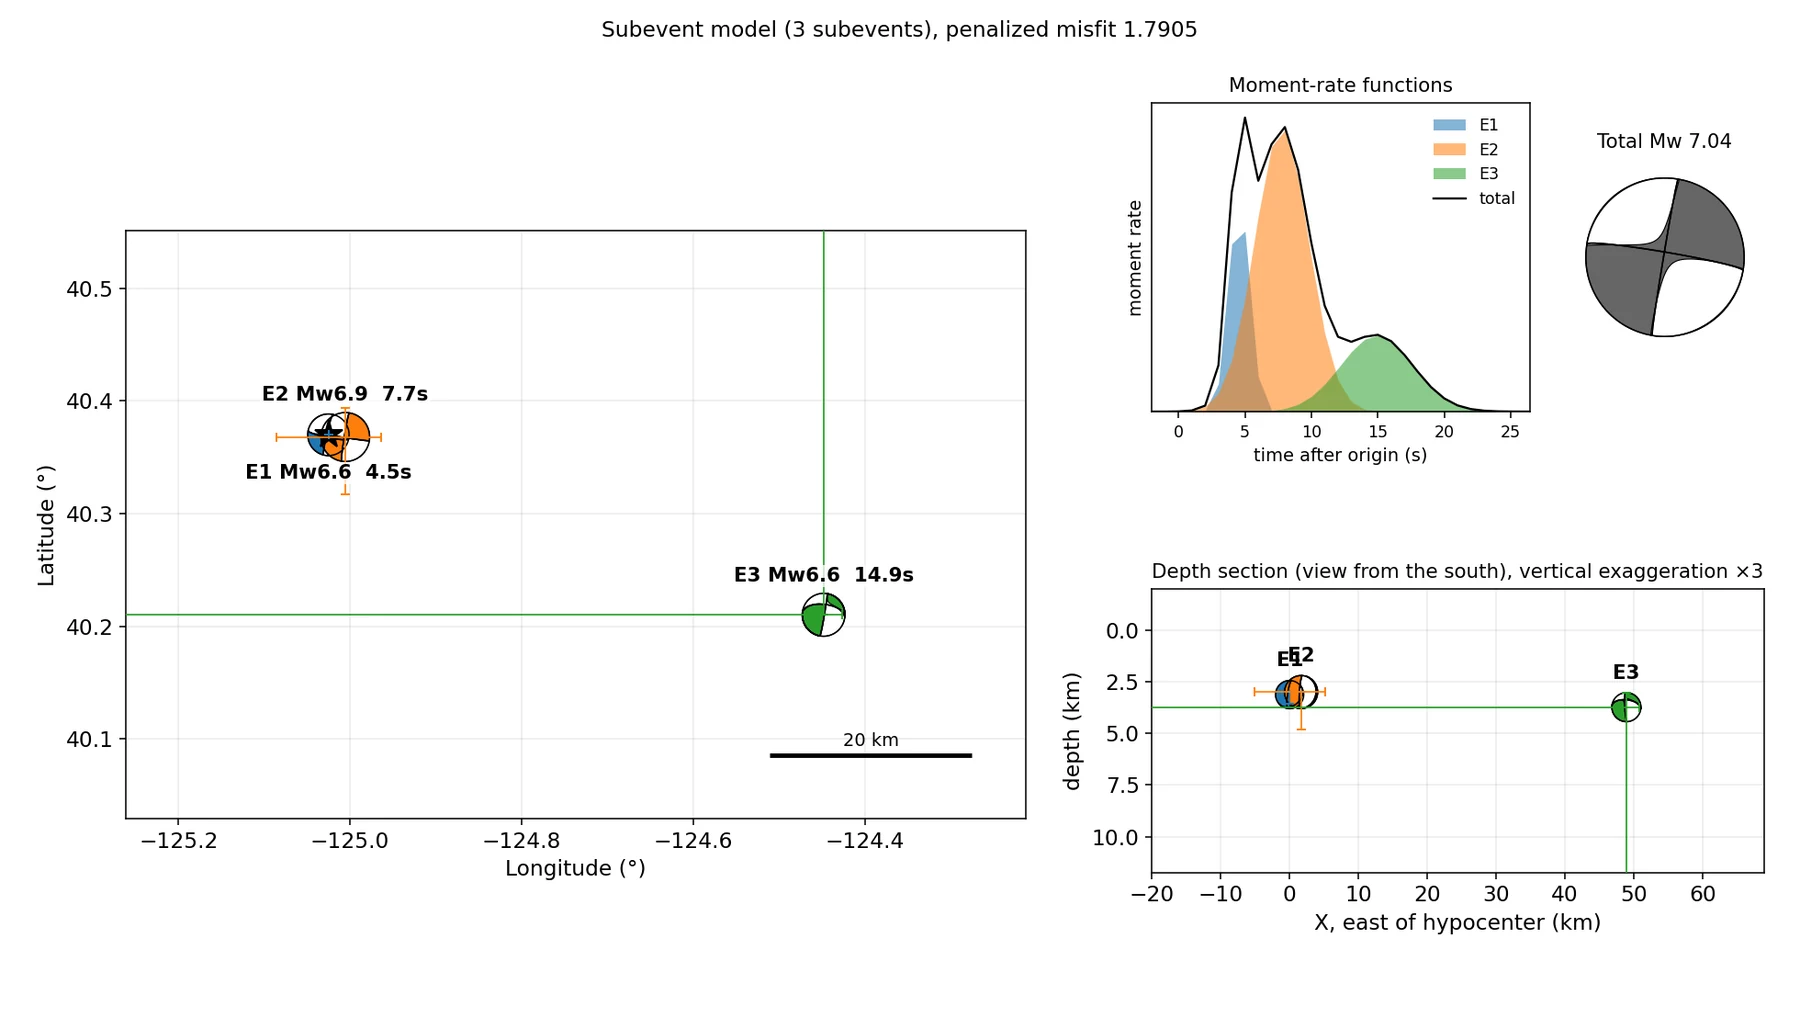 Subevent model (3 subevents), penalized misfit 1.7905
Moment-rate functions
E1
E2
E3
total
moment rate
0
5
10
15
20
25
time after origin (s)
Total Mw 7.04
40.5
40.4
40.3
40.2
40.1
Latitude (°)
E2 Mw6.9 7.7s
E1 Mw6.6 4.5s
E3 Mw6.6 14.9s
20 km
−125.2
−125.0
−124.8
−124.6
−124.4
Longitude (°)
Depth section (view from the south), vertical exaggeration ×3
0.0
2.5
5.0
7.5
10.0
depth (km)
E1
E2
E3
−20
−10
0
10
20
30
40
50
60
X, east of hypocenter (km)